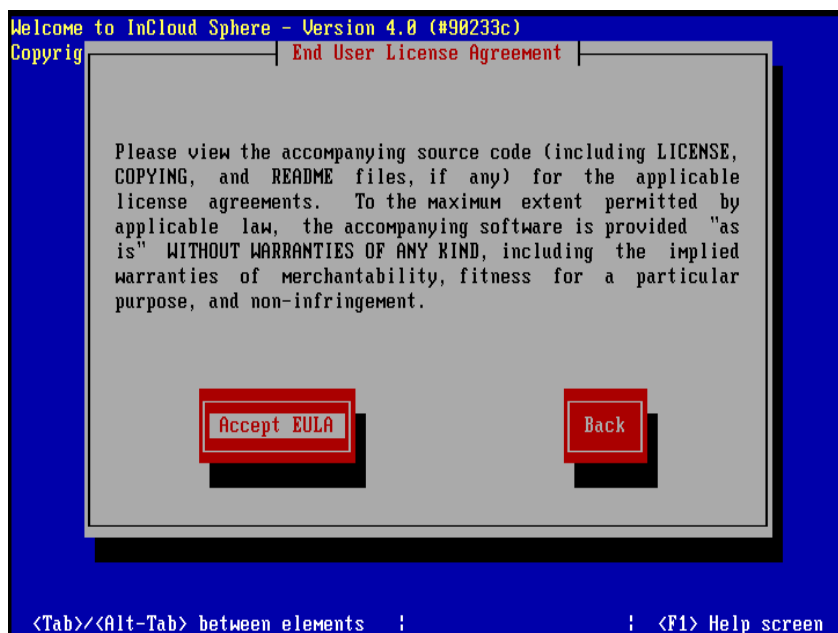 Welcome to InCloud Sphere - Version 4.0 (#90233c)
Copyrig
End User License Agreement
Please view the accompanying source code (including LICENSE,
COPYING, and README files, if any) for the applicable
license agreements. To the maximum extent permitted by
applicable law, the accompanying software is provided "as
is" WITHOUT WARRANTIES OF ANY KIND, including the implied
warranties of merchantability, fitness for a particular
purpose, and non-infringement.
Accept EULA Back
<Tab>/<Alt-Tab> between elements | | <F1> Help screen